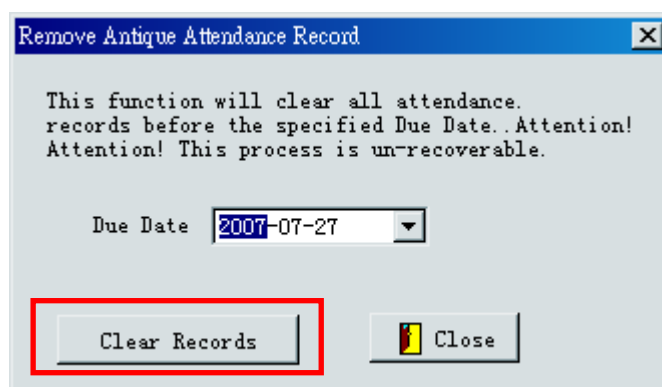 Remove Antique Attendance Record
This function will clear all attendance.
records before the specified Due Date..Attention!
Attention! This process is un-recoverable.
Due Date 2007-07-27
Clear Records Close